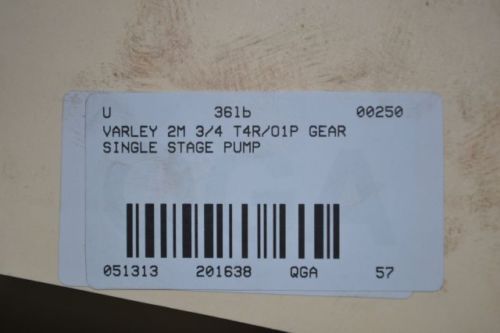 U 361b 00250
VARLEY 2M 3/4 T4R/01P GEAR
SINGLE STAGE PUMP
051313 201638 QGA 57